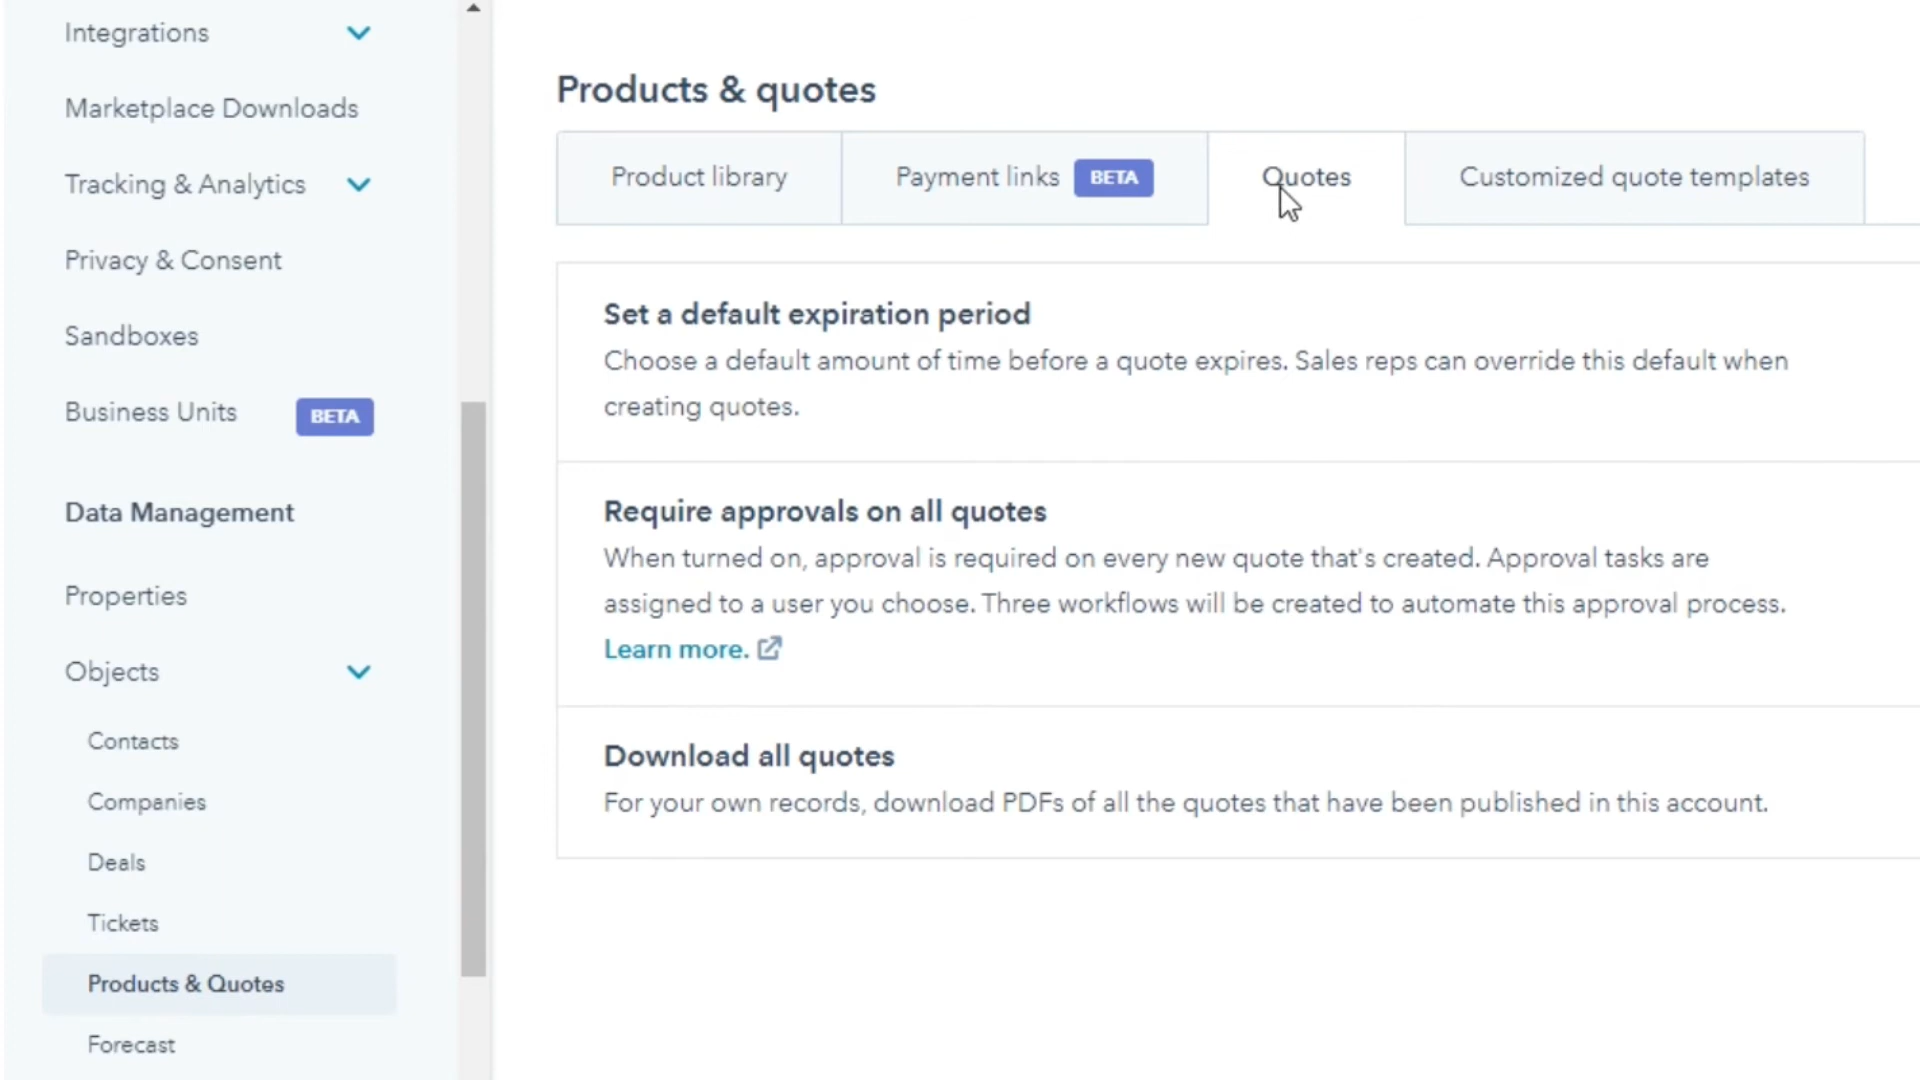 Integrations
Marketplace Downloads
Tracking & Analytics
Privacy & Consent
Sandboxes
Business Units BETA
Data Management
Properties
Objects
Contacts
Companies
Deals
Tickets
Products & Quotes
Forecast
Products & quotes
Product library
Payment links BETA
Quotes
Customized quote templates
Set a default expiration period
Choose a default amount of time before a quote expires. Sales reps can override this default when
creating quotes.
Require approvals on all quotes
When turned on, approval is required on every new quote that's created. Approval tasks are
assigned to a user you choose. Three workflows will be created to automate this approval process.
Learn more.
Download all quotes
For your own records, download PDFs of all the quotes that have been published in this account.